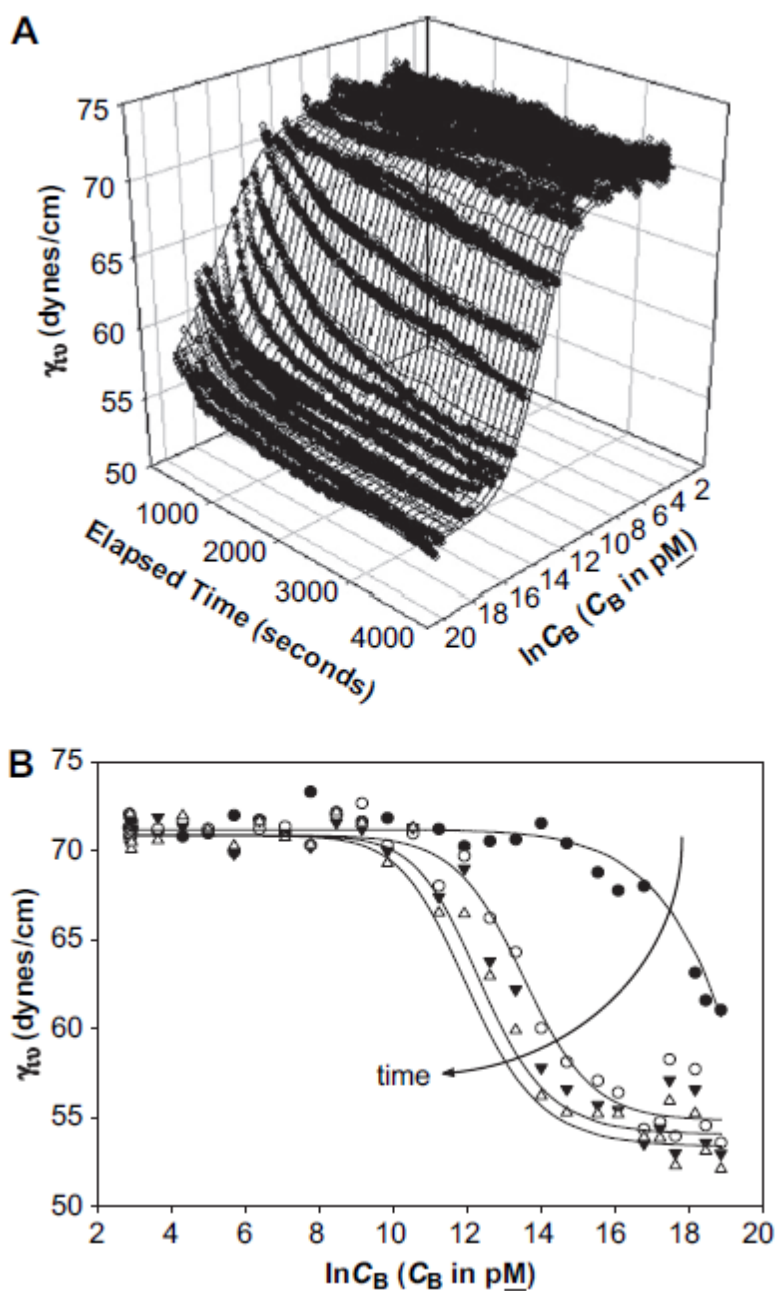 A
75
70
65
60
55
50
γlυ (dynes/cm)
1000
2000
3000
4000
Elapsed Time (seconds)
20 18 16 14 12 10 8 6 4 2
lnCB (CB in pM)
B
75
70
65
60
55
50
γlυ (dynes/cm)
time
2 4 6 8 10 12 14 16 18 20
lnCB (CB in pM)